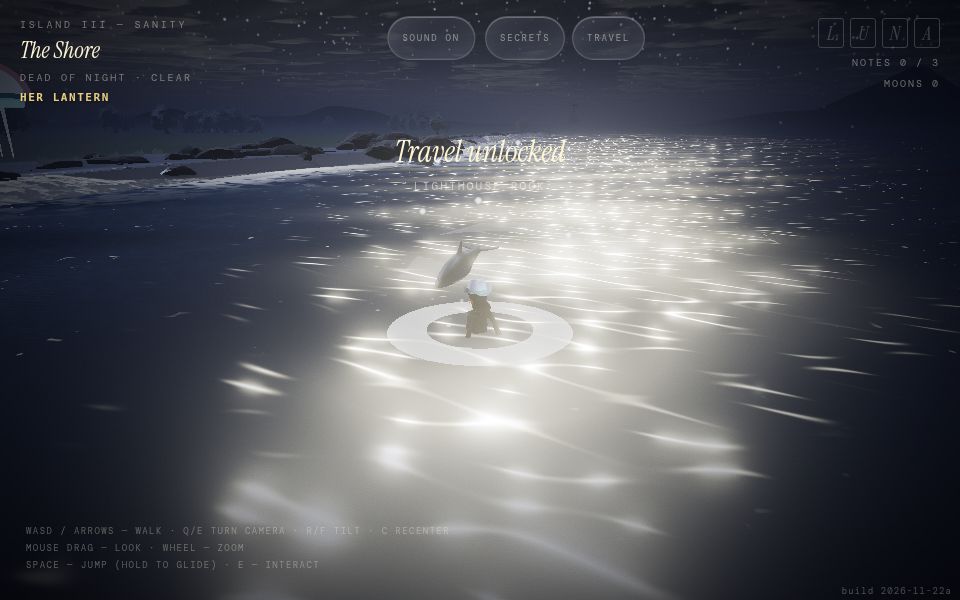 ISLAND III — SANITY
The Shore
DEAD OF NIGHT · CLEAR
HER LANTERN
SOUND ON
SECRETS
TRAVEL
L U N A
NOTES 0 / 3
MOONS 0
Travel unlocked
LIGHTHOUSE ROCK
WASD / ARROWS — WALK · Q/E TURN CAMERA · R/F TILT · C RECENTER
MOUSE DRAG — LOOK · WHEEL — ZOOM
SPACE — JUMP (HOLD TO GLIDE) · E — INTERACT
build 2026-11-22a